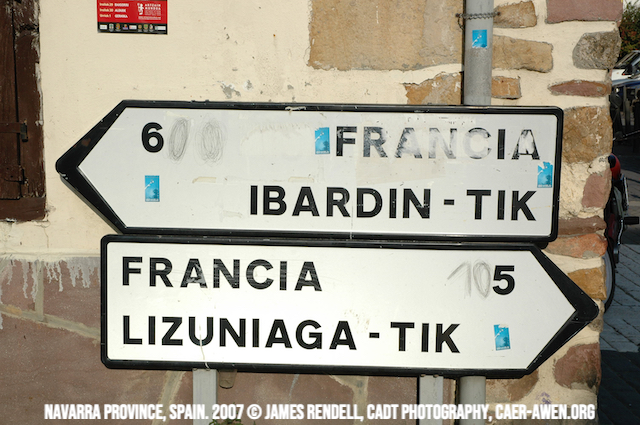 6 FRANCIA
IBARDIN - TIK
FRANCIA 5
LIZUNIAGA - TIK
NAVARRA PROVINCE, SPAIN. 2007 © JAMES RENDELL, CADT PHOTOGRAPHY, CAER-AWEN.ORG